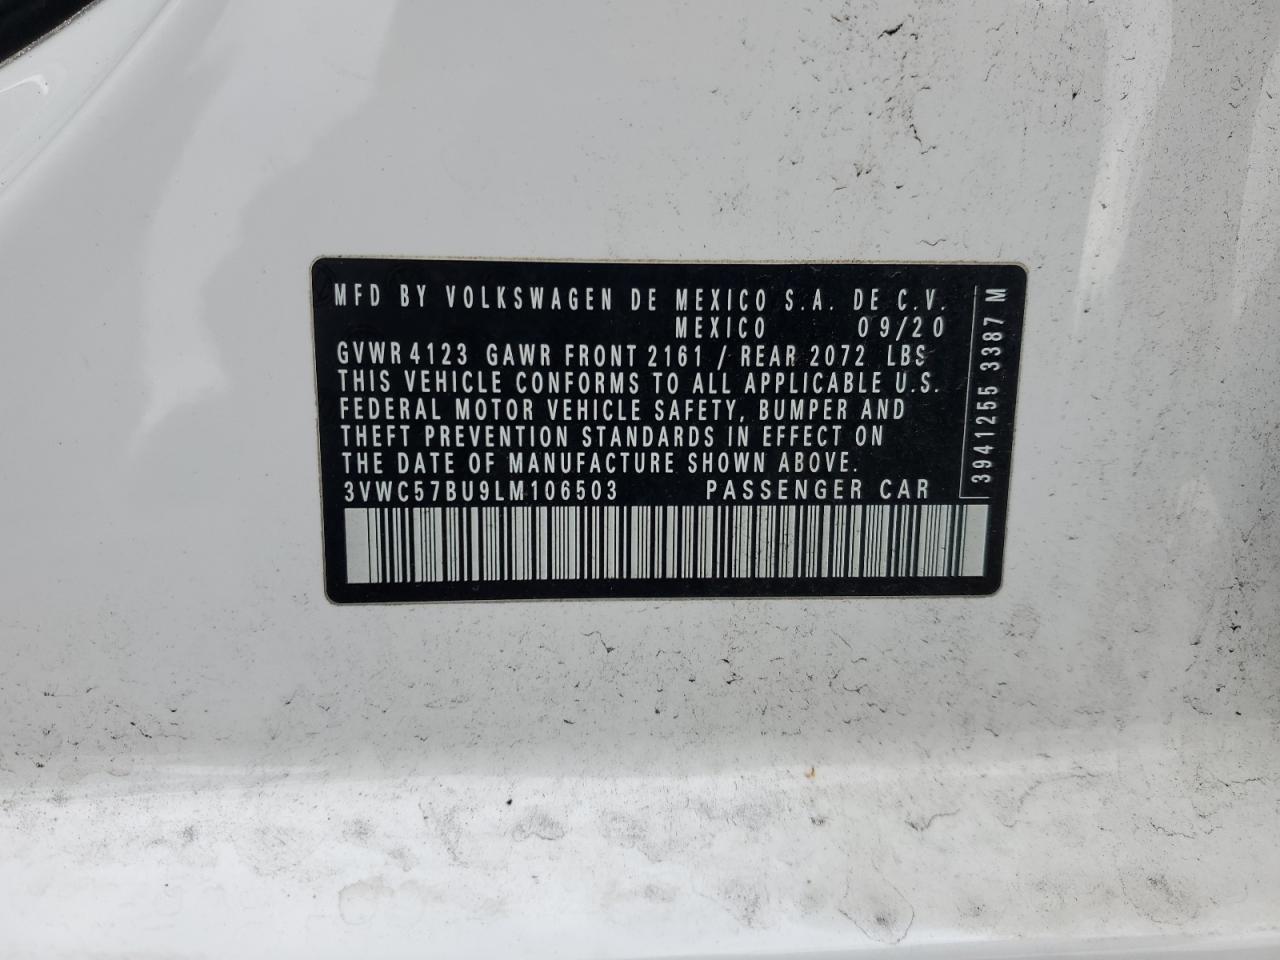 MFD BY VOLKSWAGEN DE MEXICO S.A. DE C.V.
MEXICO 09/20
GVWR 4123 GAWR FRONT 2161 / REAR 2072 LBS
THIS VEHICLE CONFORMS TO ALL APPLICABLE U.S.
FEDERAL MOTOR VEHICLE SAFETY, BUMPER AND
THEFT PREVENTION STANDARDS IN EFFECT ON
THE DATE OF MANUFACTURE SHOWN ABOVE.
3VWC57BU9LM106503 PASSENGER CAR
3941255 3387 M